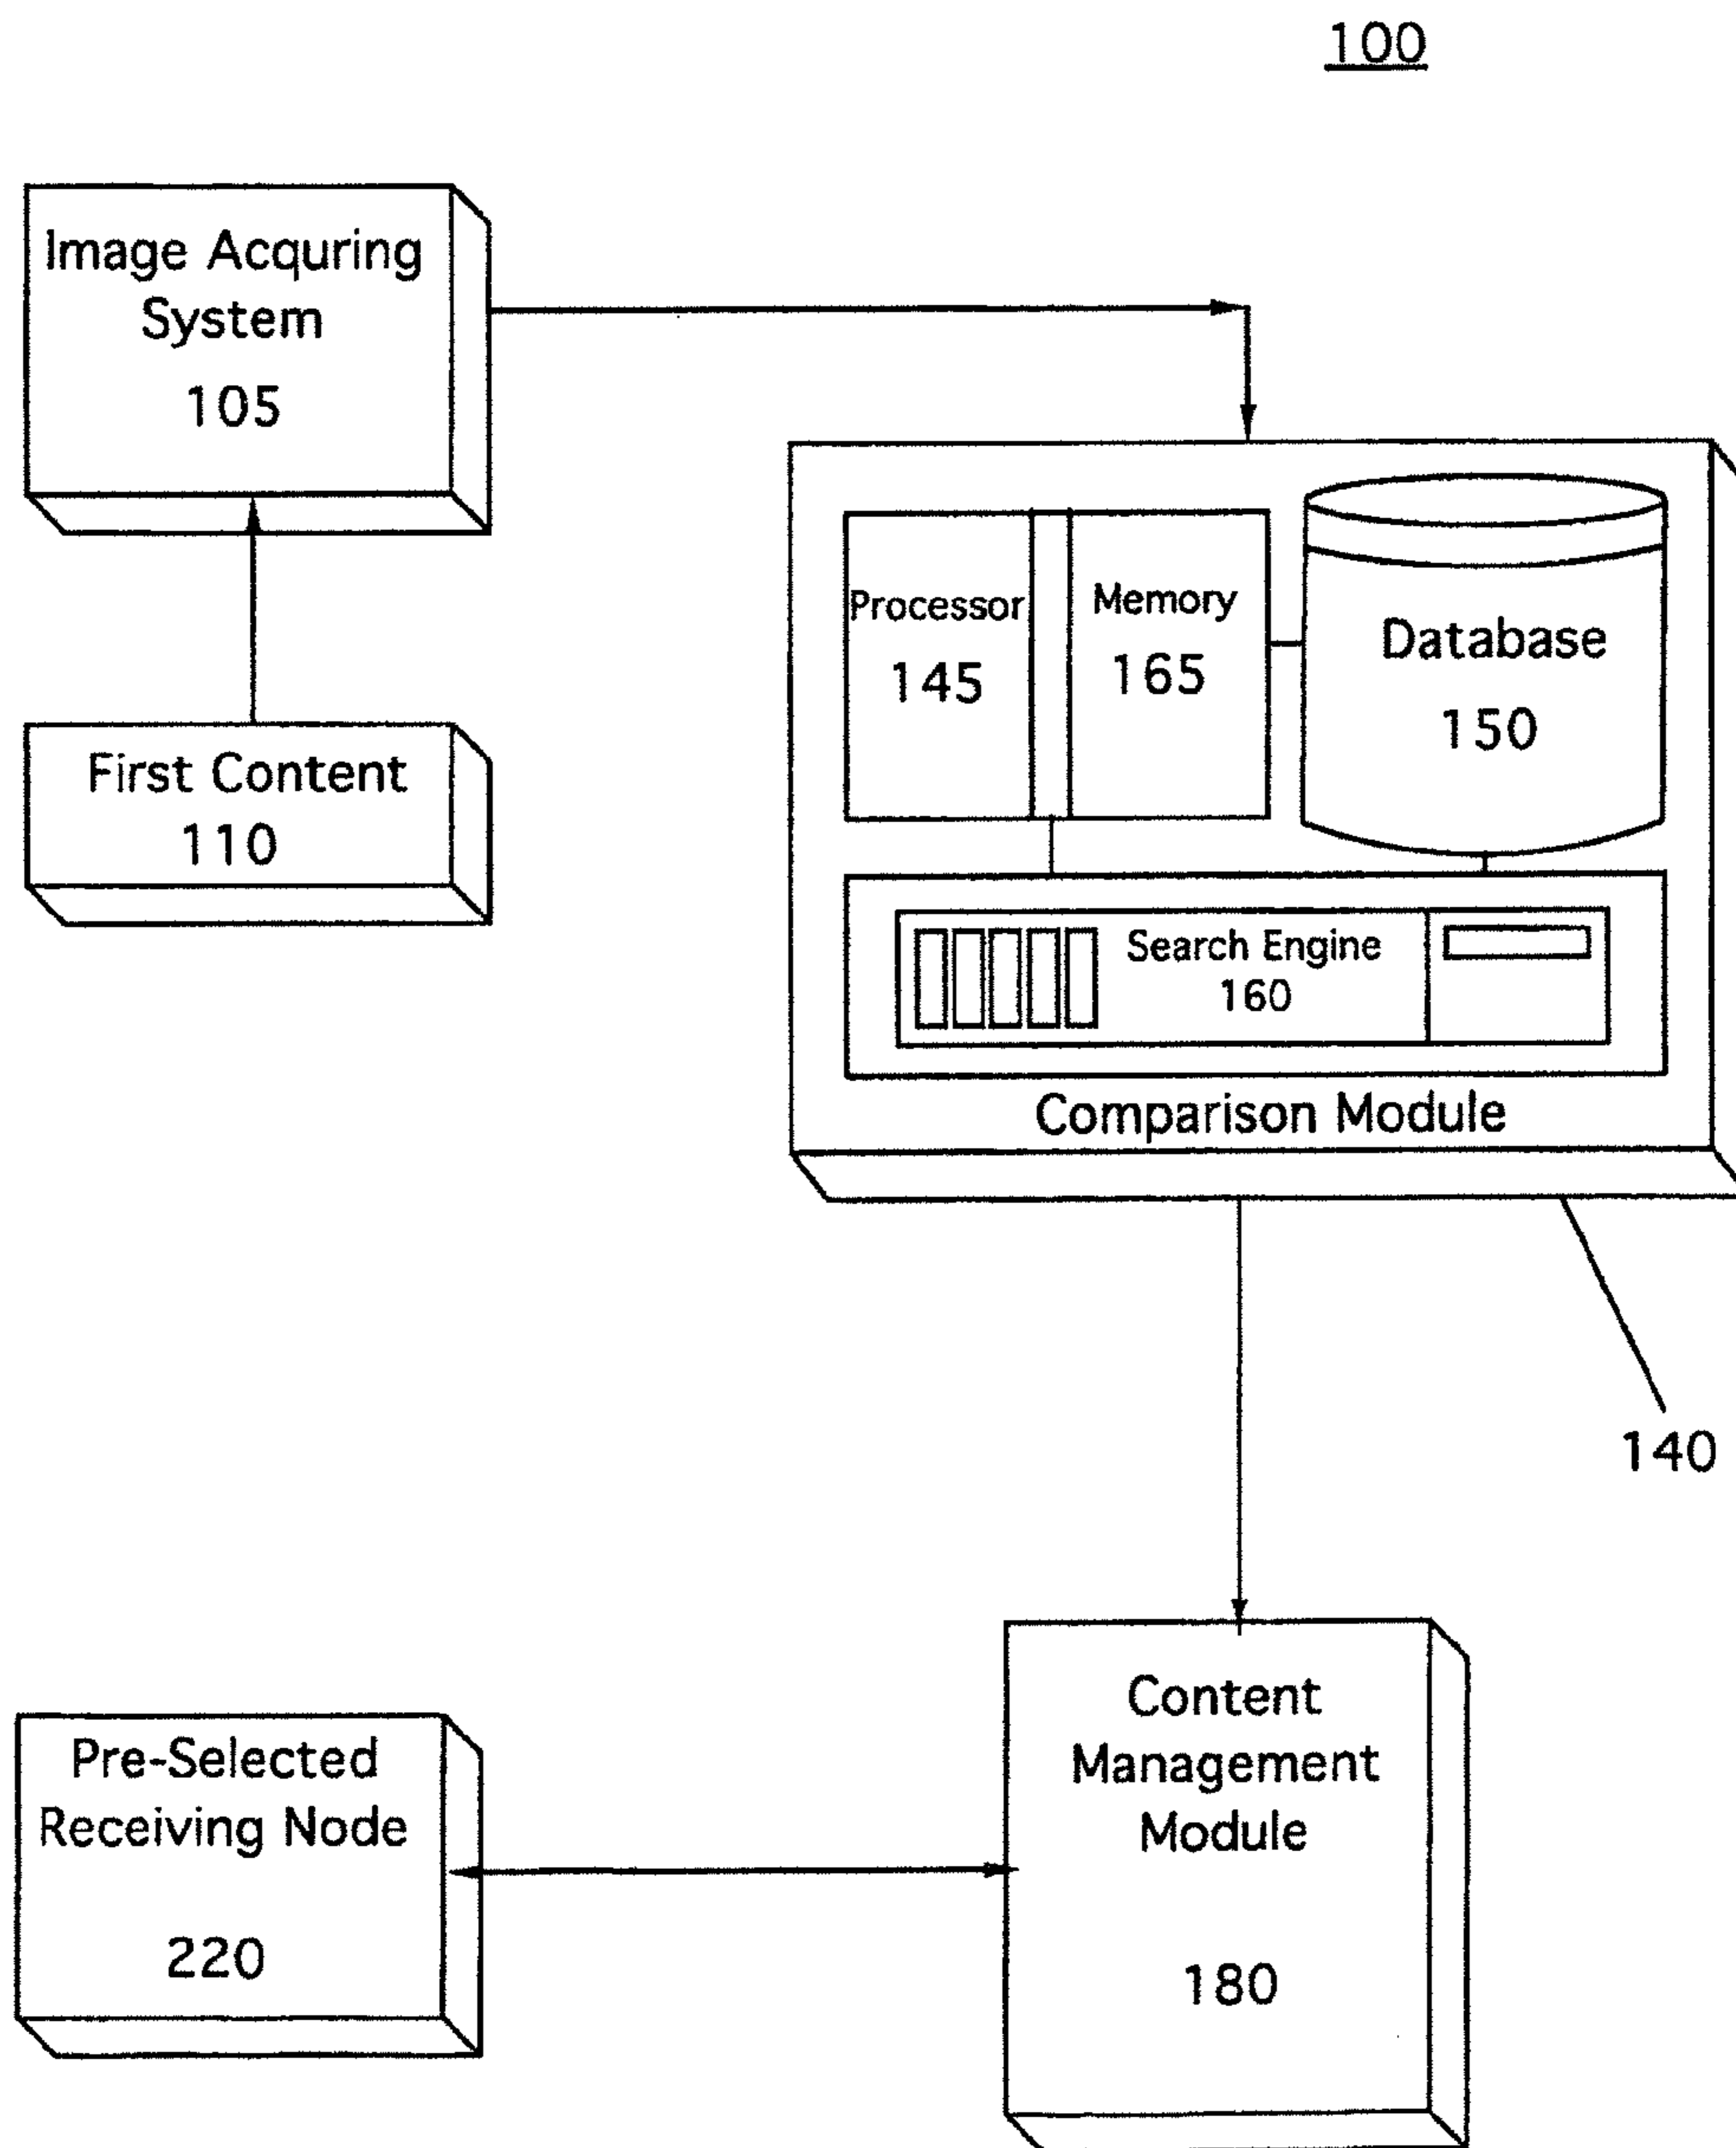 100
Image Acquring
System
105
First Content
110
Processor
145
Memory
165
Database
150
Search Engine
160
Comparison Module
140
Content
Management
Module
180
Pre-Selected
Receiving Node
220